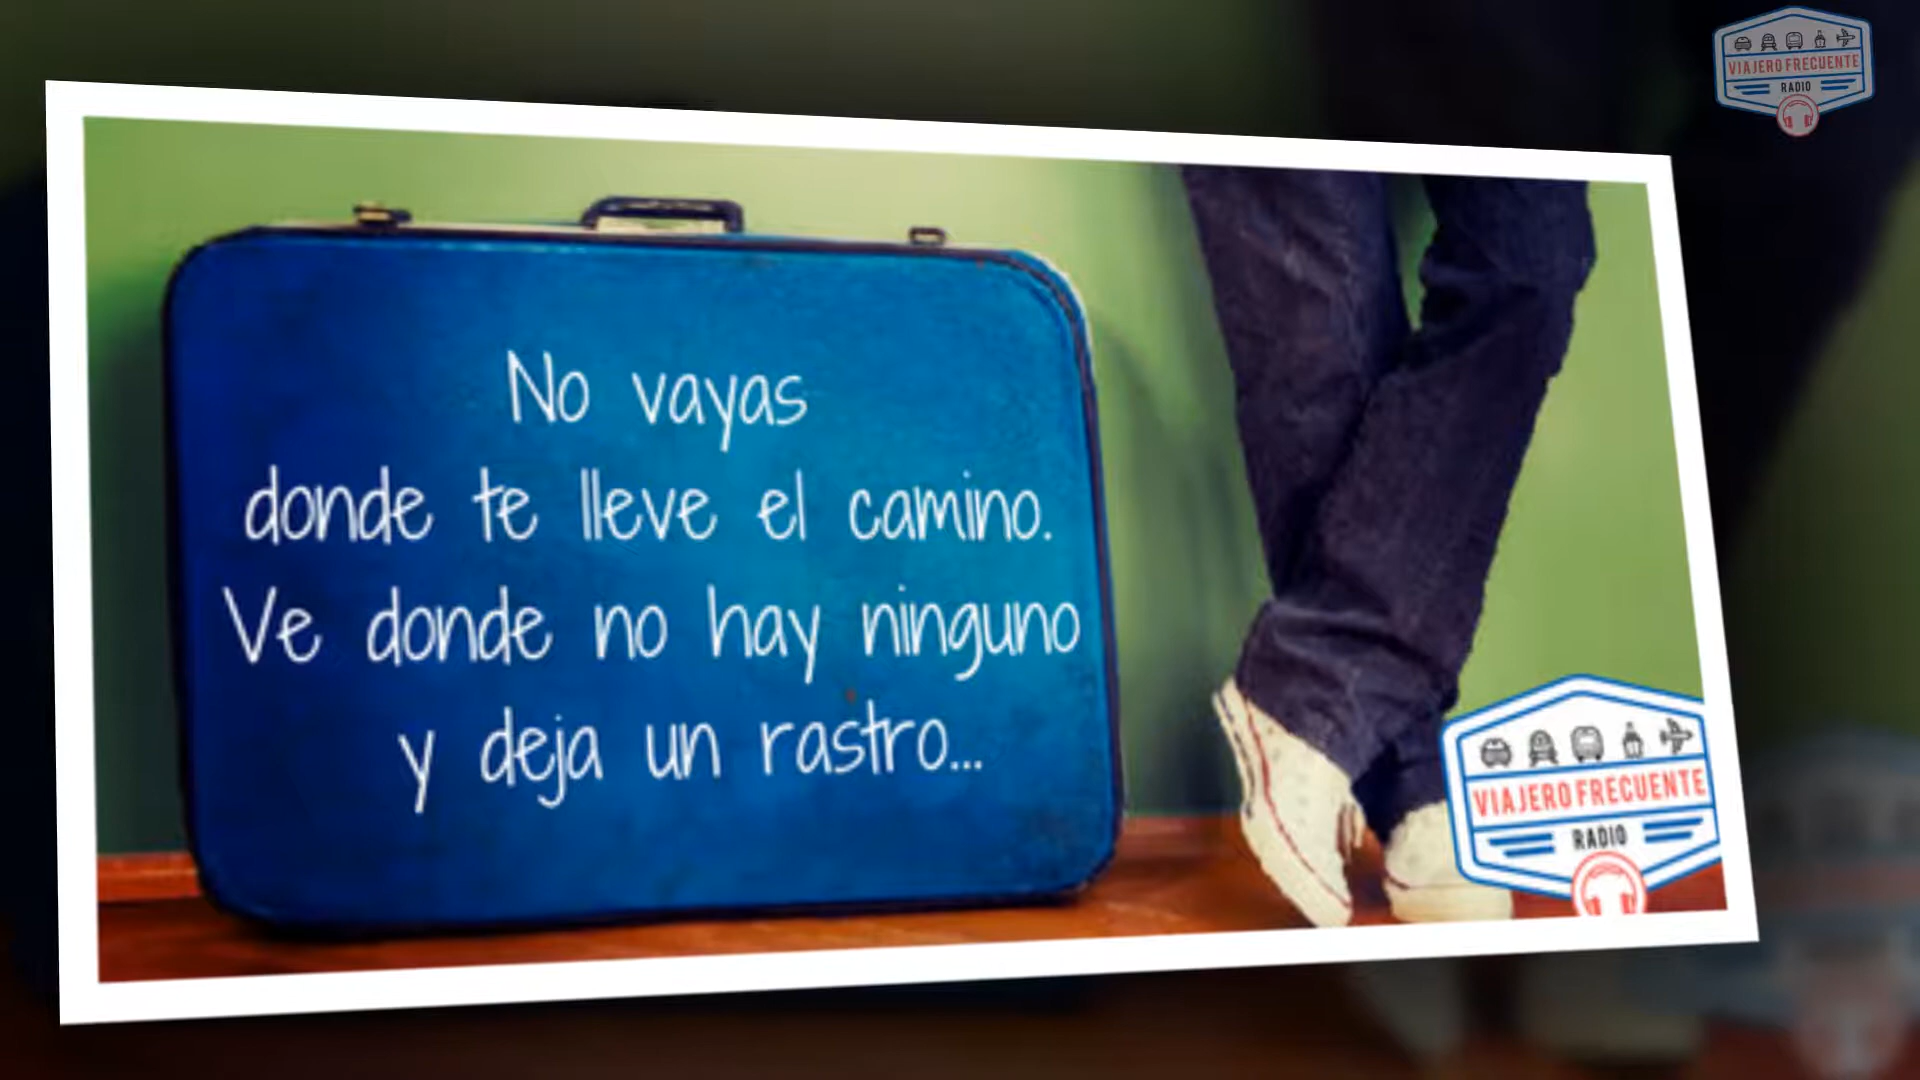 VIAJERO FRECUENTE
RADIO
No vayas
donde te lleve el camino.
Ve donde no hay ninguno
y deja un rastro...
VIAJERO FRECUENTE
RADIO